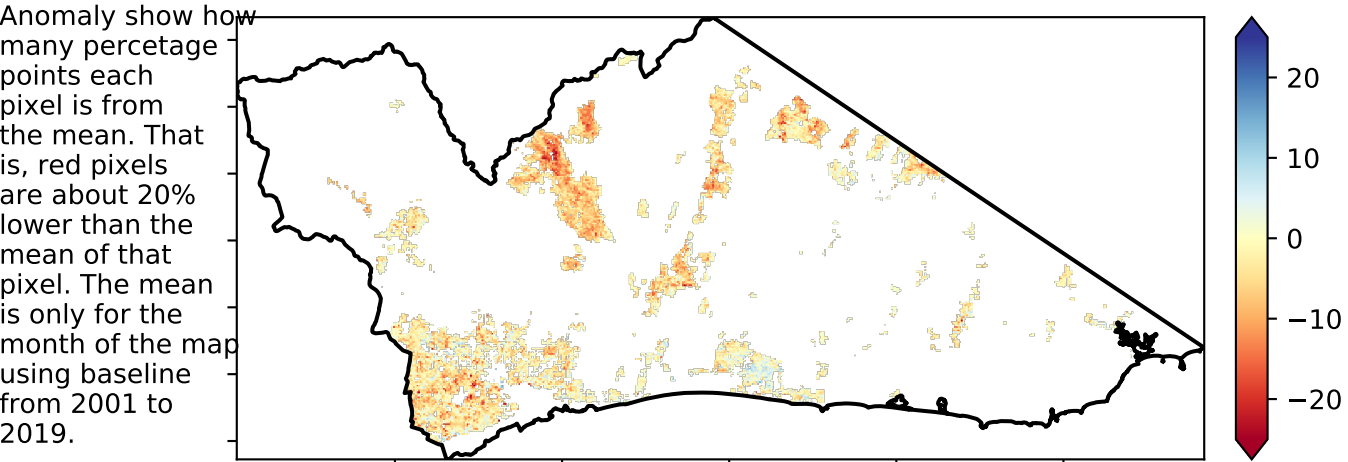 Anomaly show how
many percetage
points each
pixel is from
the mean. That
is, red pixels
are about 20%
lower than the
mean of that
pixel. The mean
is only for the
month of the map
using baseline
from 2001 to
2019.
20
10
0
−10
−20